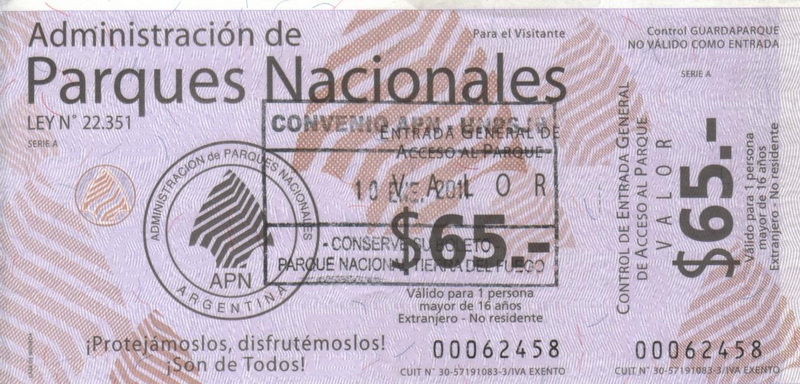 Administración de
Parques Nacionales
LEY N° 22.351
SERIE A
Para el Visitante
CONVENIO APN -
ENTRADA GENERAL DE
ACCESO AL PARQUE
10 ENE. 201
VALOR
$65.-
- CONSERVE SU BOLETO
PARQUE NACIONAL TIERRA DEL FUEGO
Válido para 1 persona
mayor de 16 años
Extranjero - No residente
ADMINISTRACIÓN de PARQUES NACIONALES
APN
ARGENTINA
¡Protejámoslos, disfrutémoslos!
¡Son de Todos!
00062458
CUIT N° 30-57191083-3/IVA EXENTO
Control GUARDAPARQUE
NO VÁLIDO COMO ENTRADA
SERIE A
CONTROL DE ENTRADA GENERAL
DE ACCESO AL PARQUE
VALOR
$65.-
Válido para 1 persona
mayor de 16 años
Extranjero - No residente
00062458
CUIT N° 30-57191083-3/IVA EXENTO